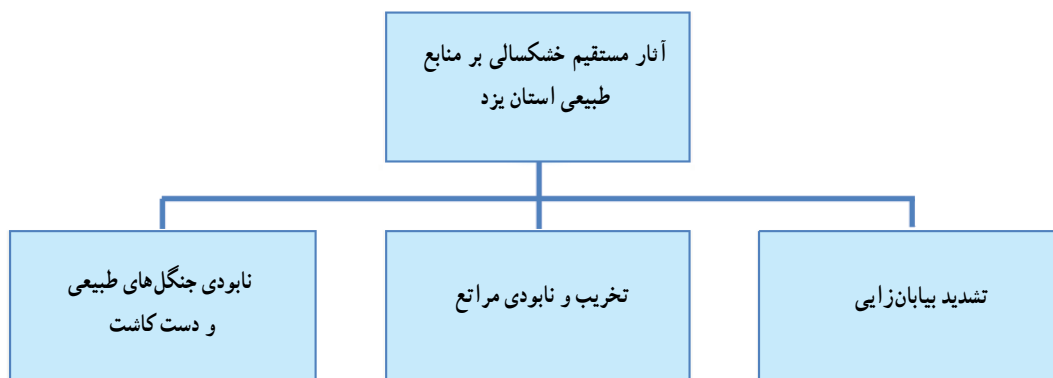 آثار مستقیم خشکسالی بر منابع
طبیعی استان یزد
تشدید بیابان‌زایی
تخریب و نابودی مراتع
نابودی جنگل‌های طبیعی
و دست کاشت